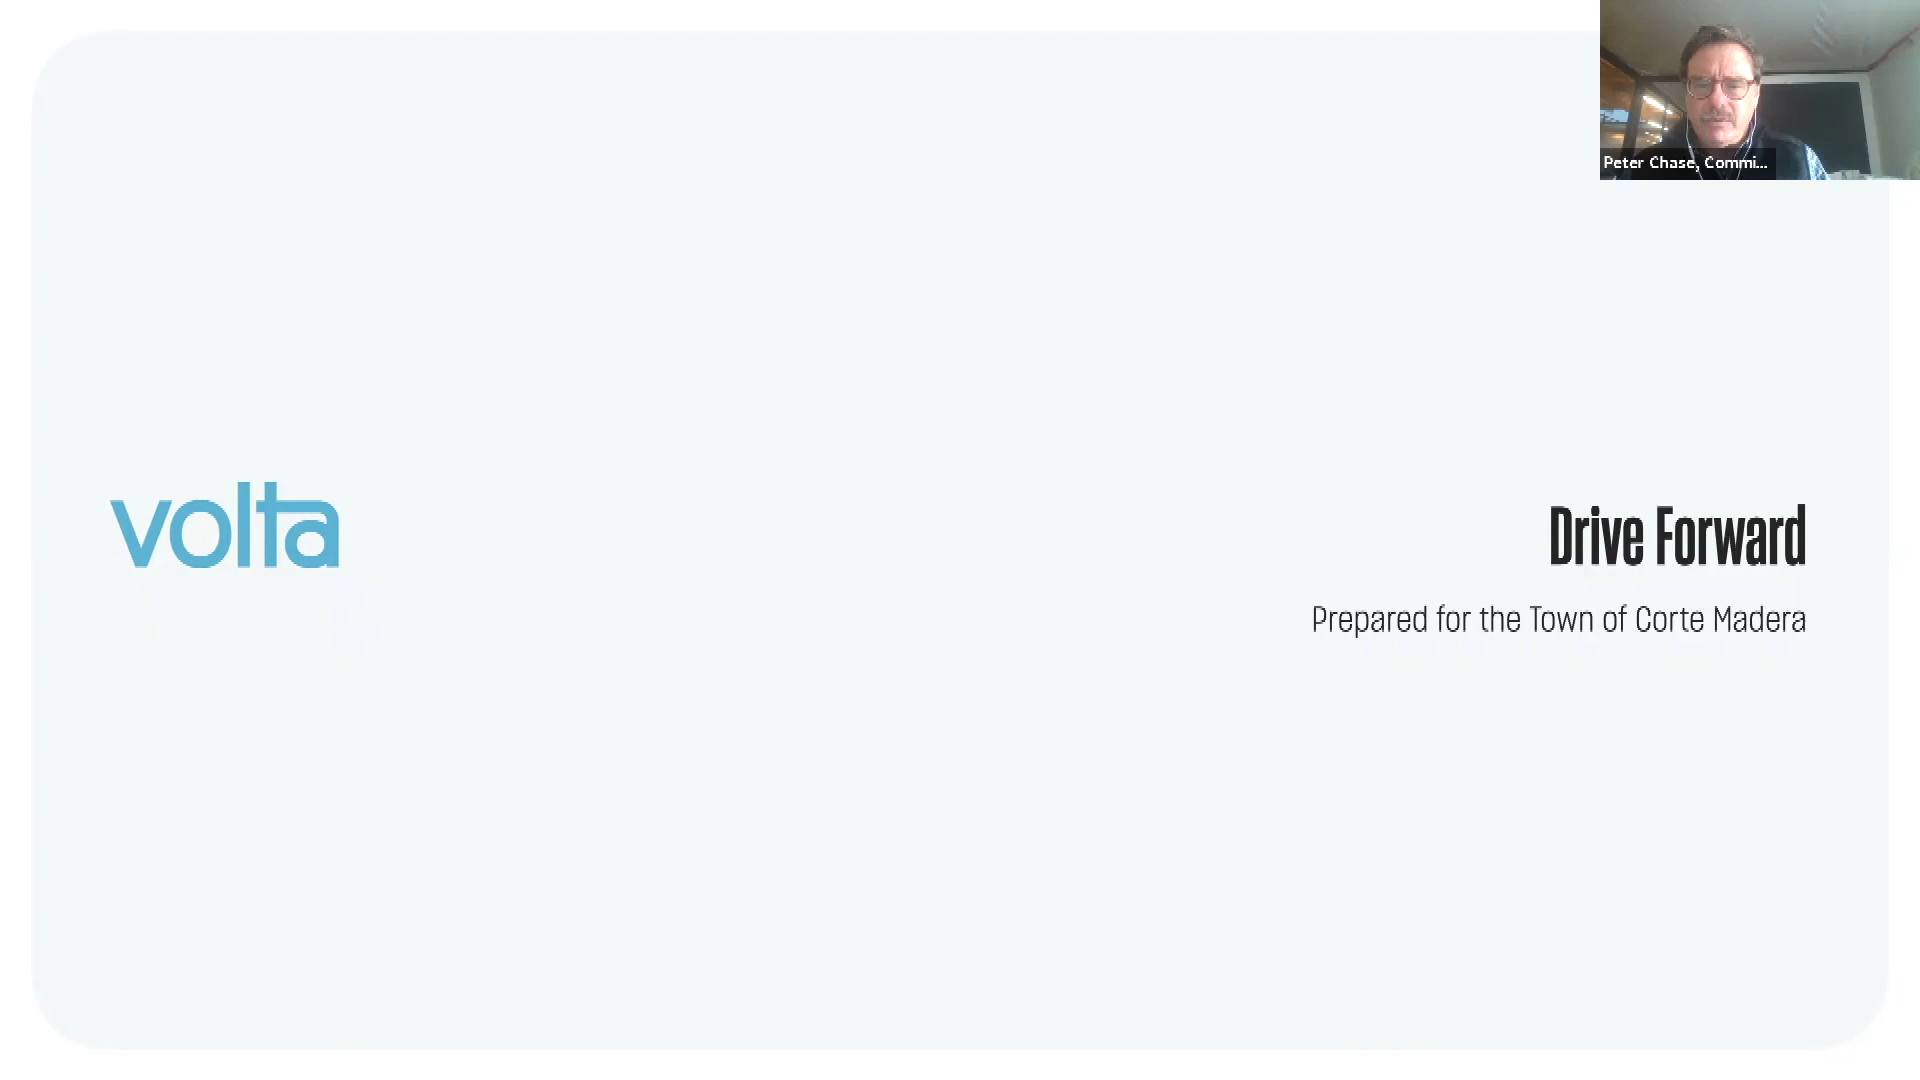 Peter Chase, Commi...
volta
Drive Forward
Prepared for the Town of Corte Madera